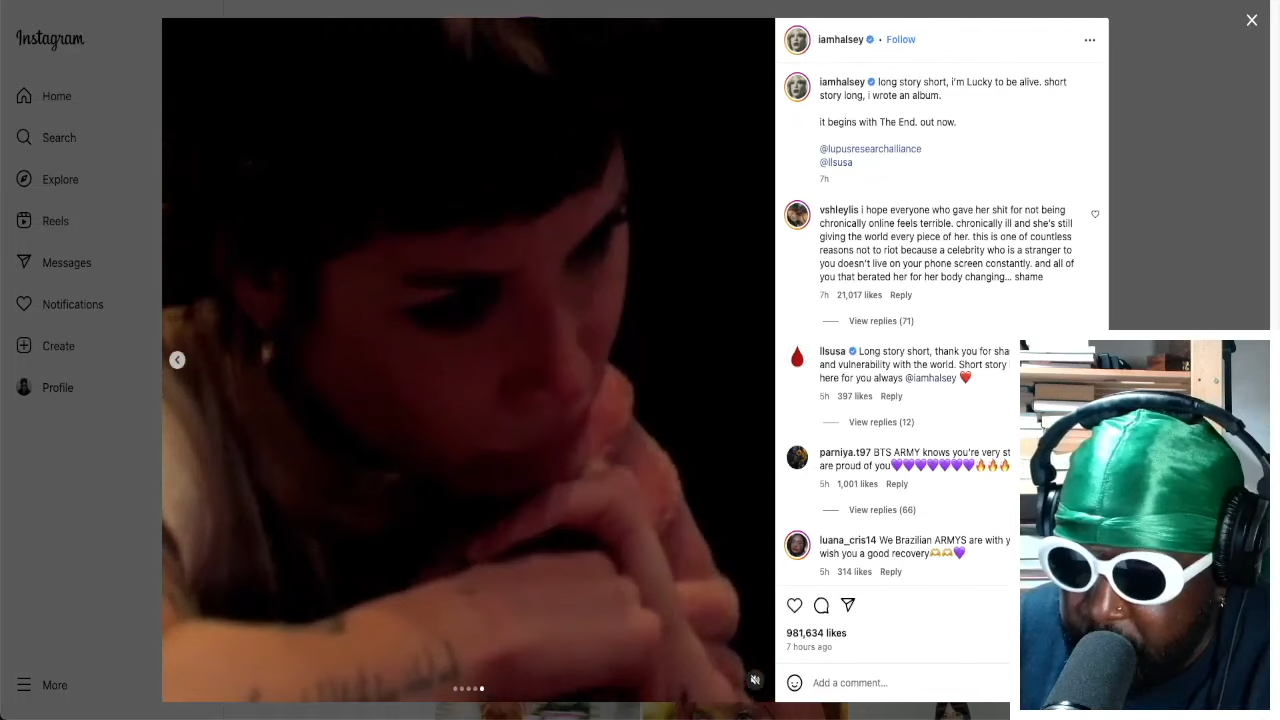 Instagram
Home
Search
Explore
Reels
Messages
Notifications
Create
Profile
More
iamhalsey • Follow
iamhalsey long story short, i'm Lucky to be alive. short
story long, i wrote an album.
it begins with The End. out now.
@lupusresearchalliance
@llsusa
7h
vshleylis i hope everyone who gave her shit for not being
chronically online feels terrible. chronically ill and she's still
giving the world every piece of her. this is one of countless
reasons not to riot because a celebrity who is a stranger to
you doesn't live on your phone screen constantly. and all of
you that berated her for her body changing... shame
7h 21,017 likes Reply
View replies (71)
llsusa Long story short, thank you for sha
and vulnerability with the world. Short story
here for you always @iamhalsey ❤️
5h 397 likes Reply
View replies (12)
parniya.t97 BTS ARMY knows you're very st
are proud of you💜💜💜💜💜💜💜🔥🔥🔥
5h 1,001 likes Reply
View replies (66)
luana_cris14 We Brazilian ARMYS are with y
wish you a good recovery🫶🫶💜
5h 314 likes Reply
981,634 likes
7 hours ago
Add a comment...